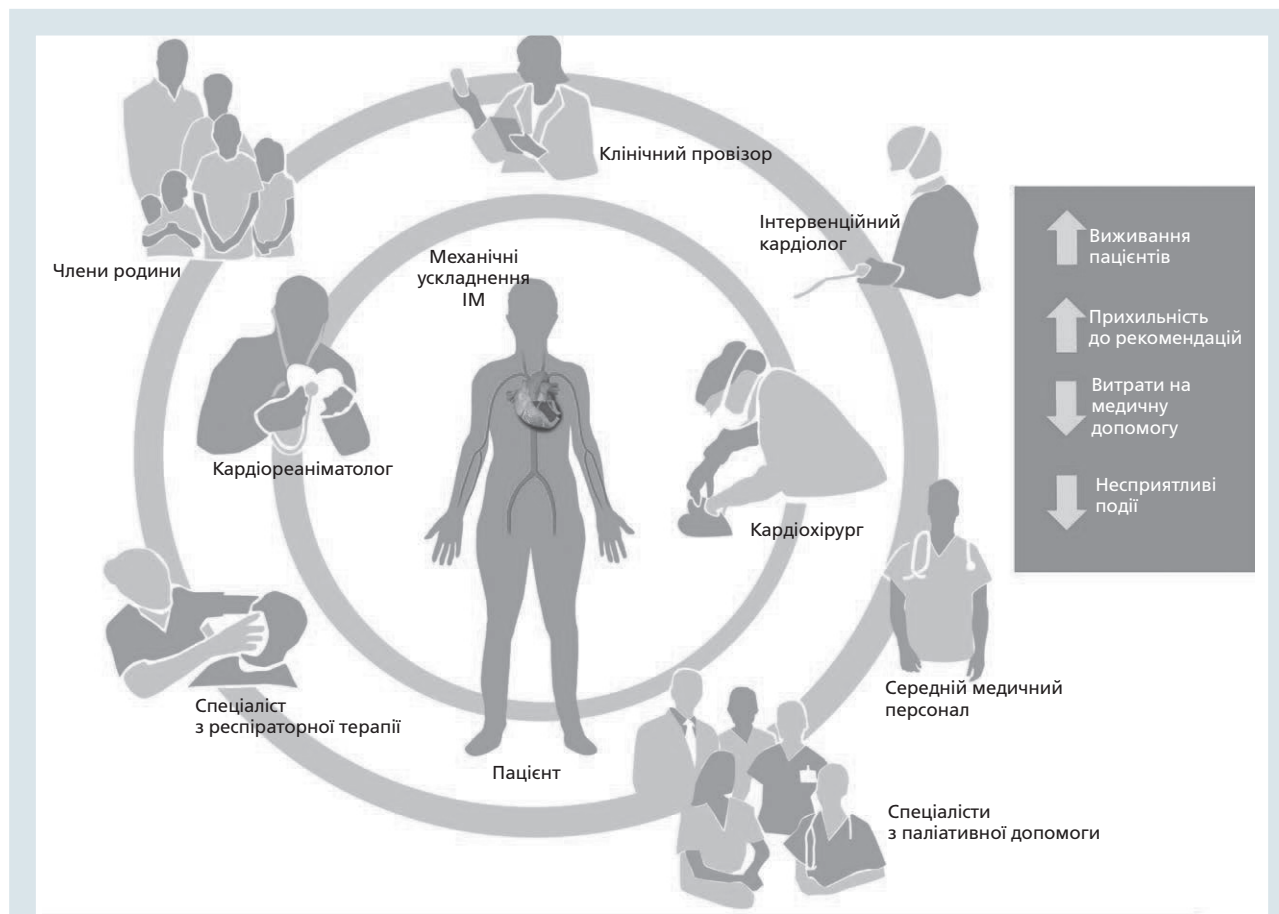 Клінічний провізор
Інтервенційний
кардіолог
Члени родини
Механічні
ускладнення
ІМ
Кардіореаніматолог
Кардіохірург
Спеціаліст
з респіраторної терапії
Пацієнт
Середній медичний
персонал
Спеціалісти
з паліативної допомоги
Виживання
пацієнтів
Прихильність
до рекомендацій
Витрати на
медичну
допомогу
Несприятливі
події